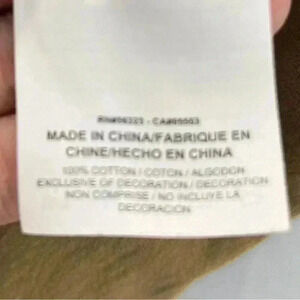 MADE IN CHINA/FABRIQUE EN
CHINE/HECHO EN CHINA
100% COTTON / COTON / ALGODON
EXCLUSIVE OF DECORATION / DECORATION
NON COMPRISE / NO INCLUYE LA
DECORACION